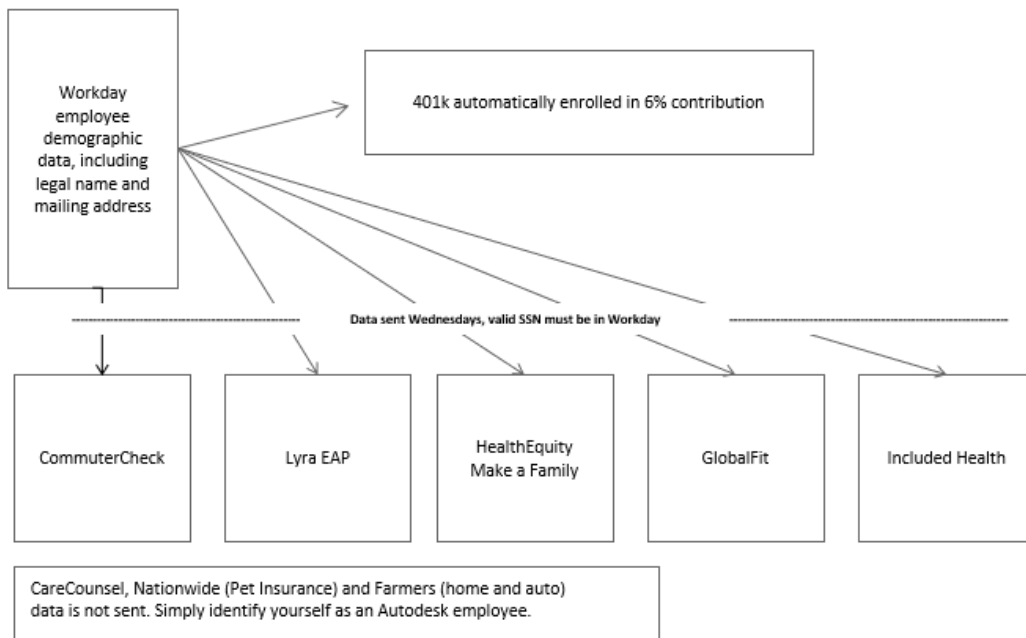 Workday
employee
demographic
data, including
legal name and
mailing address
401k automatically enrolled in 6% contribution
Data sent Wednesdays, valid SSN must be in Workday
CommuterCheck
Lyra EAP
HealthEquity
Make a Family
GlobalFit
Included Health
CareCounsel, Nationwide (Pet Insurance) and Farmers (home and auto)
data is not sent. Simply identify yourself as an Autodesk employee.